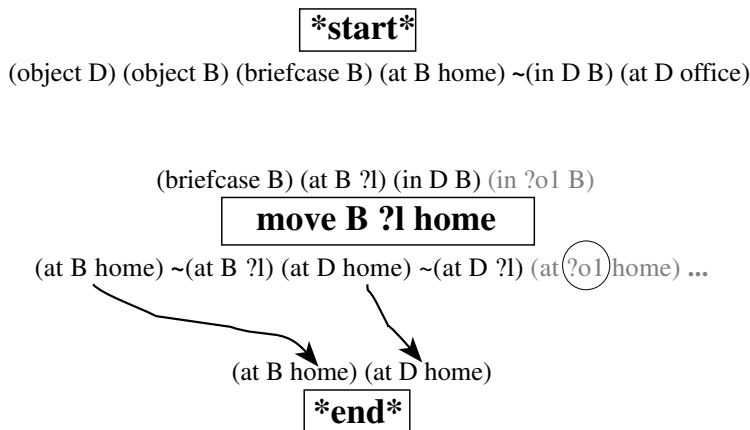 *start*
(object D) (object B) (briefcase B) (at B home) ~(in D B) (at D office)
(briefcase B) (at B ?l) (in D B) (in ?o1 B)
move B ?l home
(at B home) ~(at B ?l) (at D home) ~(at D ?l) (at ?o1 home) ...
(at B home) (at D home)
*end*